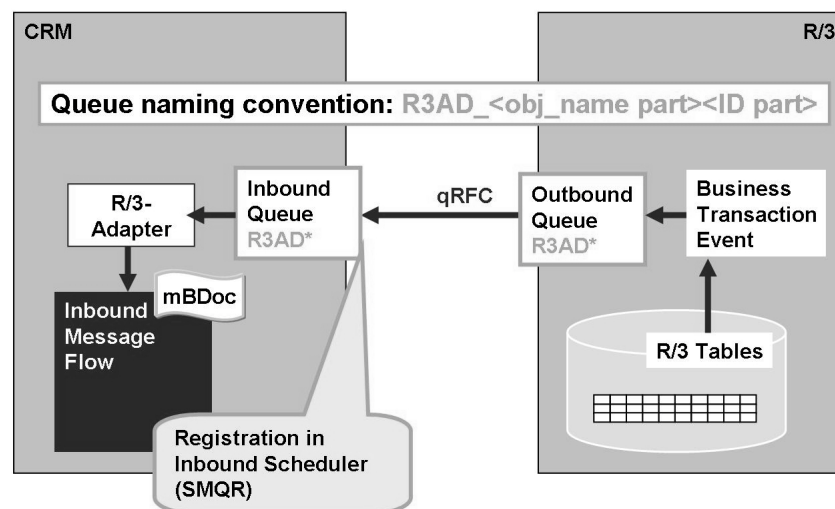 CRM
R/3
Queue naming convention: R3AD_<obj_name part><ID part>
R/3-
Adapter
Inbound
Queue
R3AD*
qRFC
Outbound
Queue
R3AD*
Business
Transaction
Event
mBDoc
Inbound
Message
Flow
R/3 Tables
Registration in
Inbound Scheduler
(SMQR)